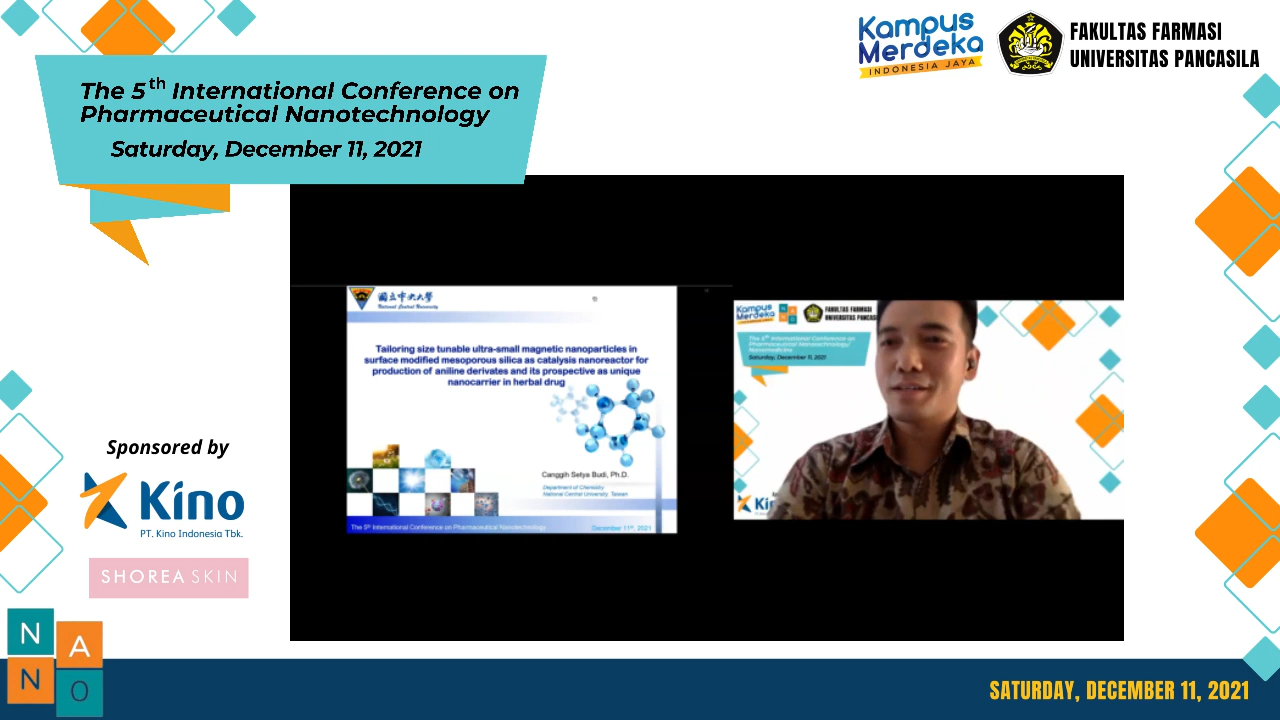 The 5th International Conference on
Pharmaceutical Nanotechnology
Saturday, December 11, 2021
Kampus
Merdeka
INDONESIA JAYA
FAKULTAS FARMASI
UNIVERSITAS PANCASILA
國立中央大學
National Central University
Tailoring size tunable ultra-small magnetic nanoparticles in
surface modified mesoporous silica as catalysis nanoreactor for
production of aniline derivates and its prospective as unique
nanocarrier in herbal drug
Canggih Setya Budi, Ph.D.
Department of Chemistry
National Central University, Taiwan
The 5th International Conference on Pharmaceutical Nanotechnology
December 11th, 2021
Kampus
Merdeka
FAKULTAS FARMASI
UNIVERSITAS PANCAS
The 5th International Conference on
Pharmaceutical Nanotechnology/
Saturday, December 11, 2021
Kin
Sponsored by
Kino
PT. Kino Indonesia Tbk.
SHOREA SKIN
N
A
N
O
SATURDAY, DECEMBER 11, 2021